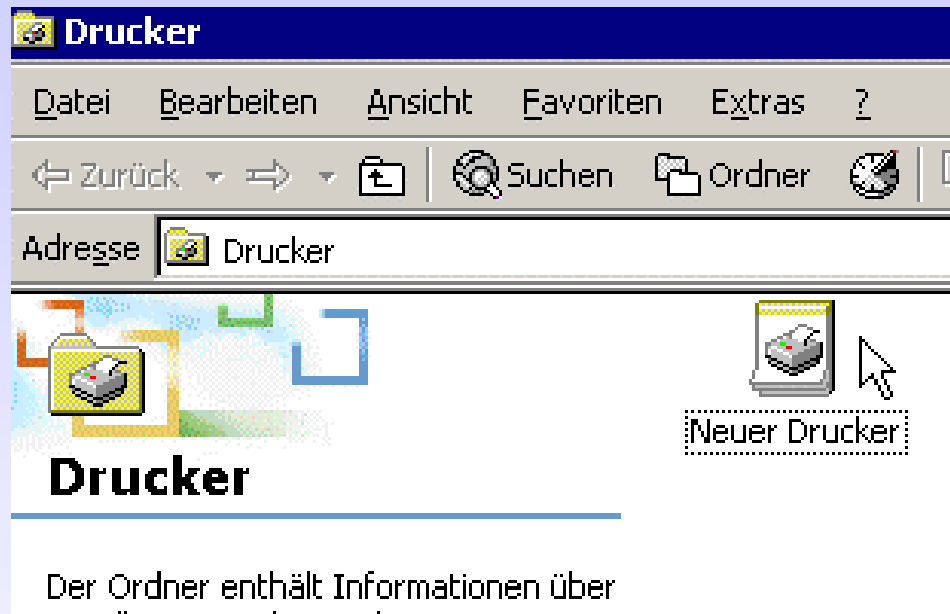 Drucker
Datei Bearbeiten Ansicht Favoriten Extras ?
Zurück Suchen Ordner
Adresse Drucker
Neuer Drucker
Drucker
Der Ordner enthält Informationen über